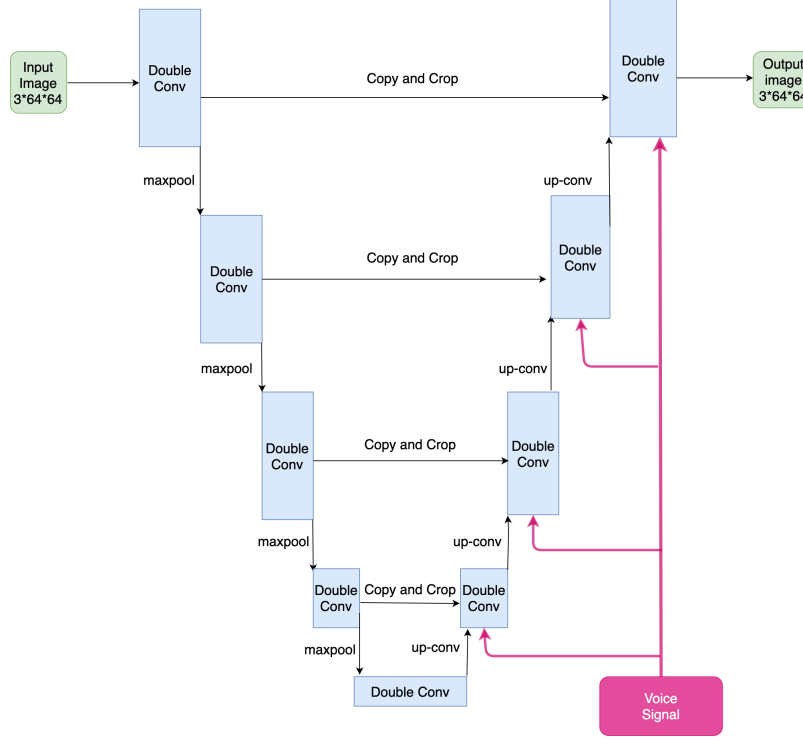 Input
Image
3*64*64
Double
Conv
Copy and Crop
Double
Conv
Output
image
3*64*64
maxpool
up-conv
Double
Conv
Copy and Crop
Double
Conv
maxpool
up-conv
Double
Conv
Copy and Crop
Double
Conv
maxpool
up-conv
Double
Conv
Copy and Crop
Double
Conv
maxpool
up-conv
Double Conv
Voice
Signal